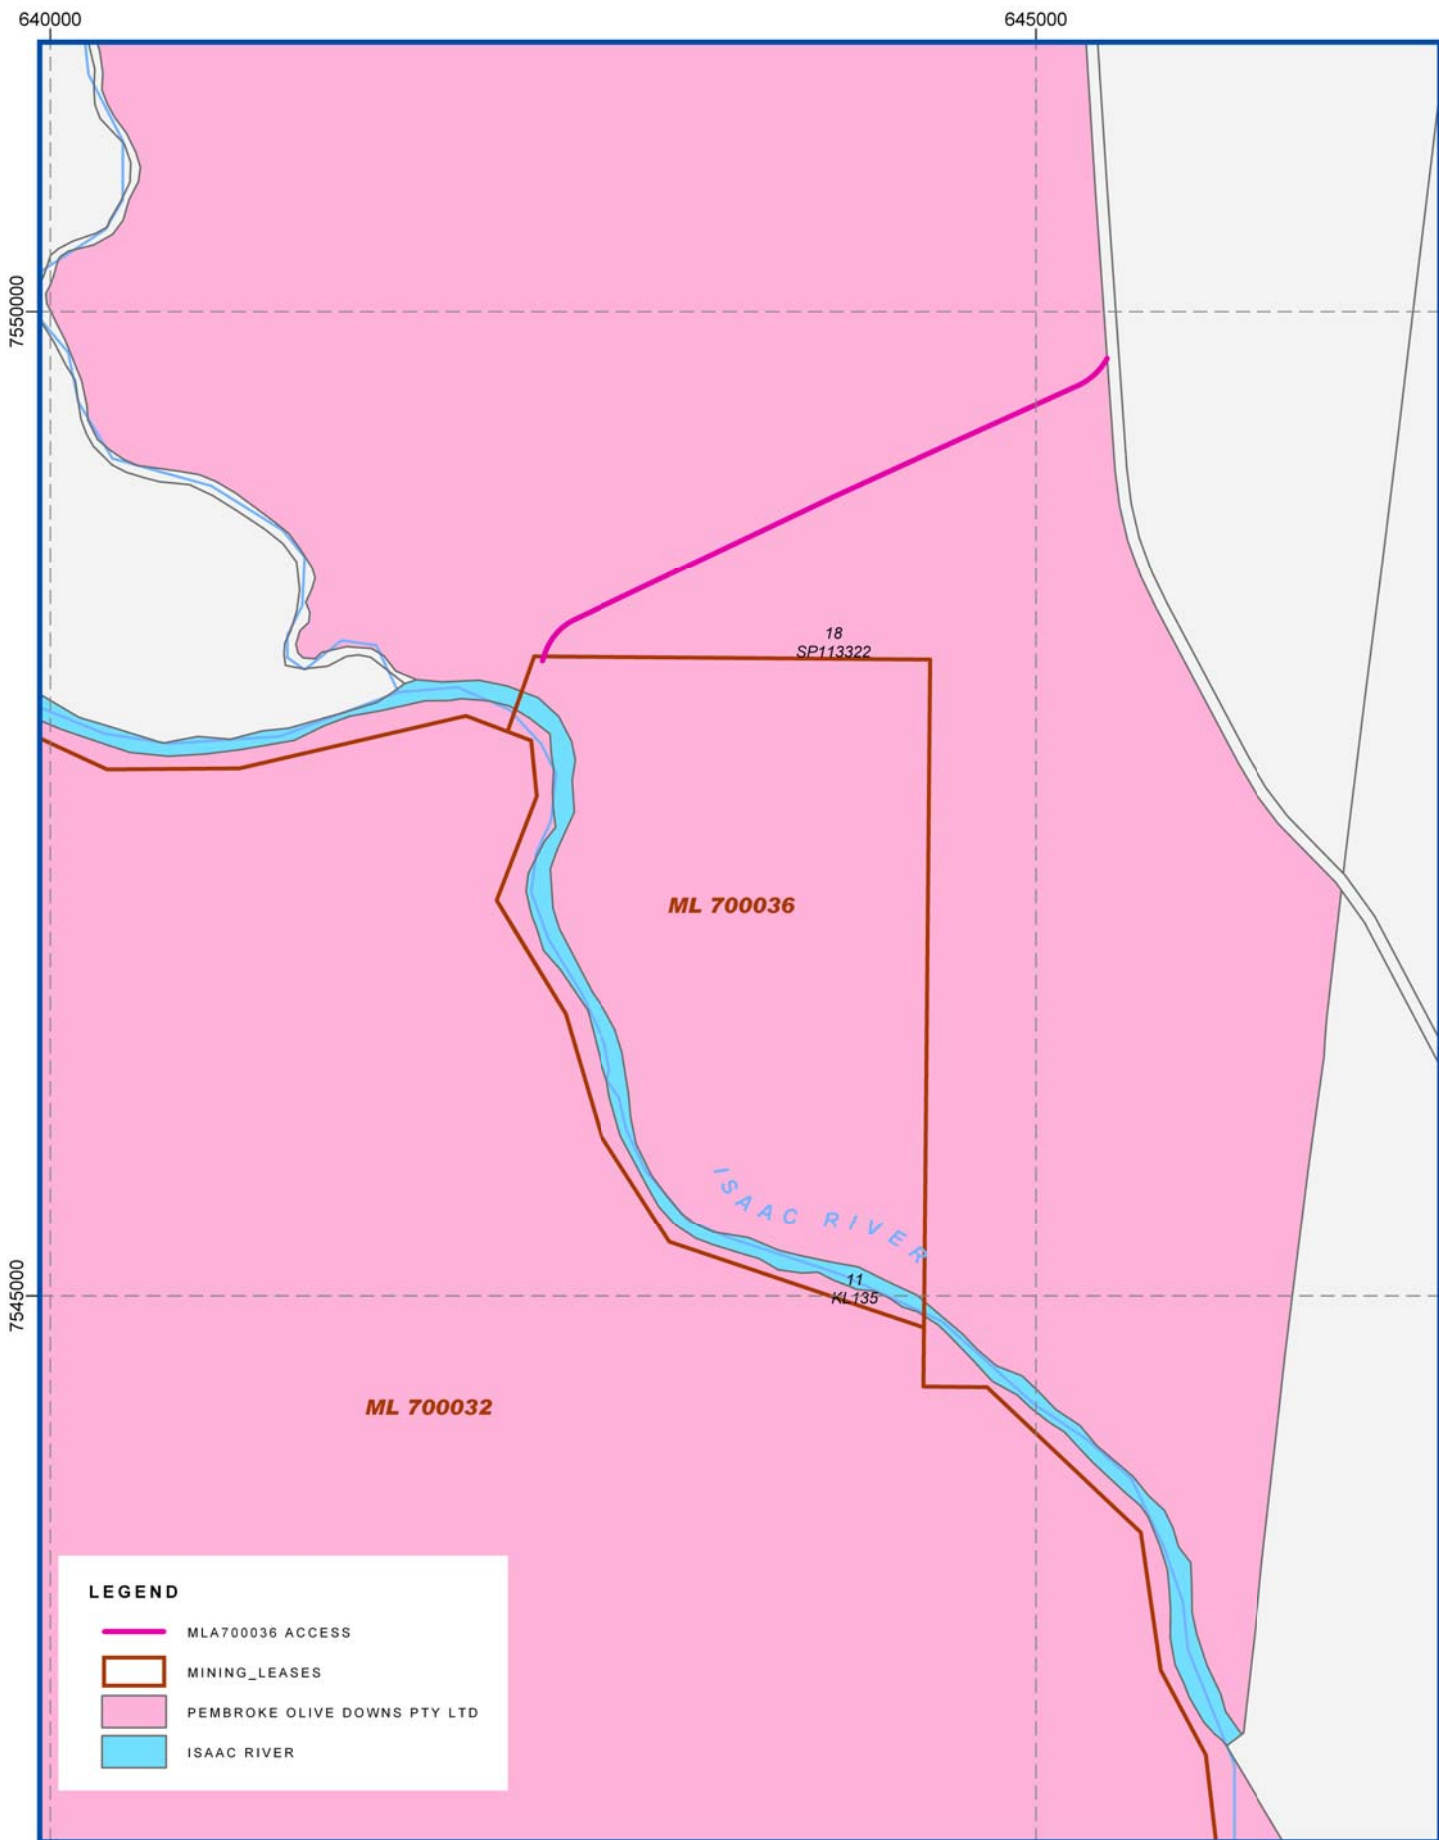 640000
645000
7550000
18
SP113322
ML 700036
ISAAC RIVER
11
KL135
7545000
ML 700032
LEGEND
MLA700036 ACCESS
MINING_LEASES
PEMBROKE OLIVE DOWNS PTY LTD
ISAAC RIVER